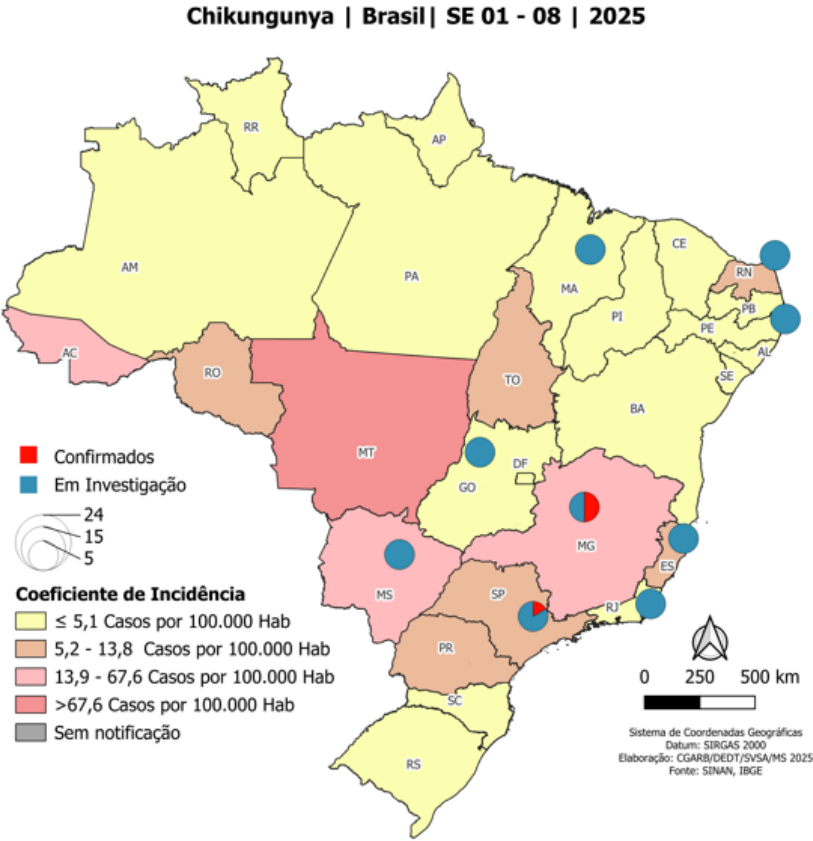 Chikungunya | Brasil| SE 01 - 08 | 2025
RR
AP
AM
PA
MA
CE
RN
PI
PB
PE
AL
SE
AC
RO
TO
BA
MT
GO
DF
MG
ES
MS
SP
RJ
PR
SC
RS
Confirmados
Em Investigação
24
15
5
Coeficiente de Incidência
≤ 5,1 Casos por 100.000 Hab
5,2 - 13,8 Casos por 100.000 Hab
13,9 - 67,6 Casos por 100.000 Hab
>67,6 Casos por 100.000 Hab
Sem notificação
0 250 500 km
Sistema de Coordenadas Geográficas
Datum: SIRGAS 2000
Elaboração: CGARB/DEDT/SVSA/MS 2025
Fonte: SINAN, IBGE